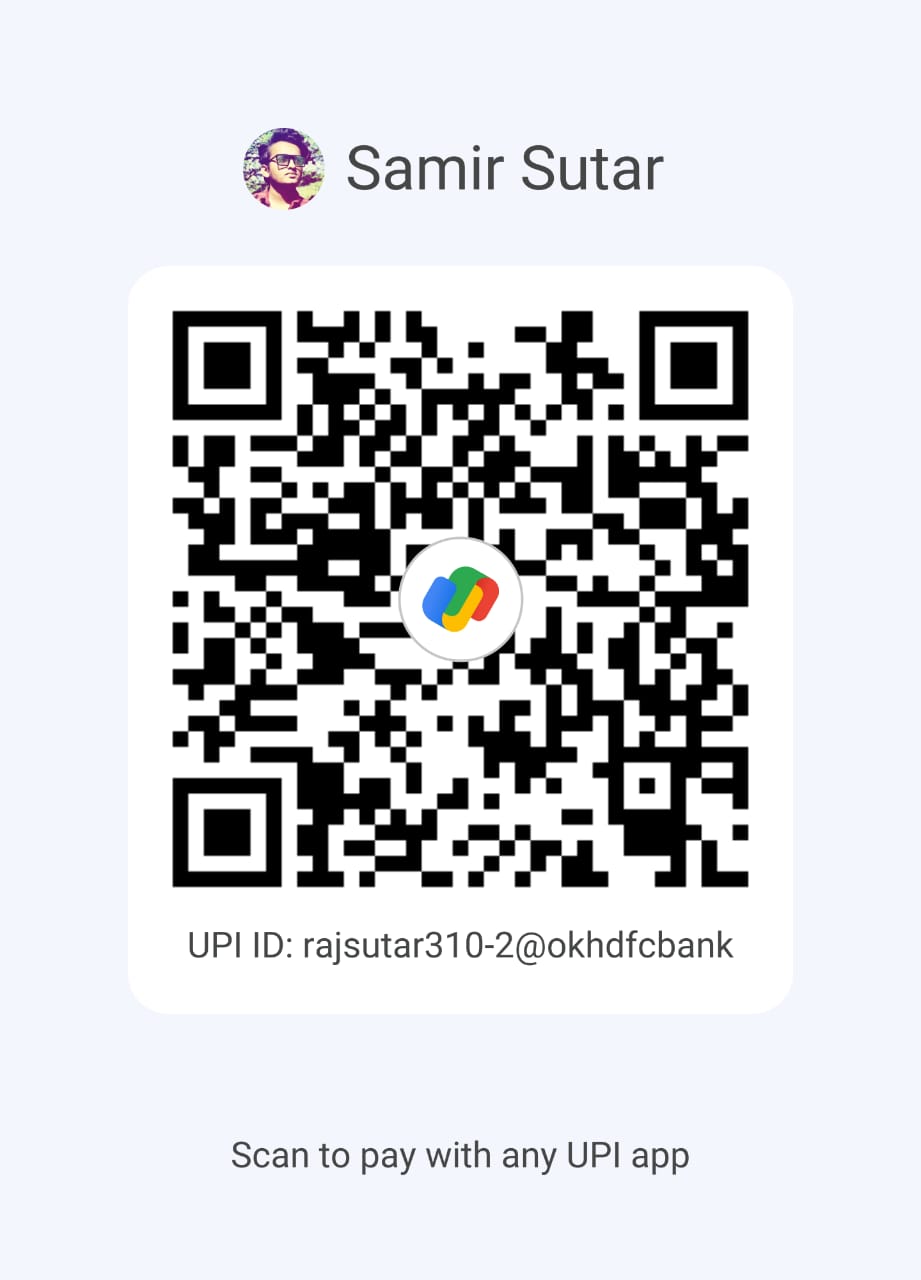 Samir Sutar
UPI ID: rajsutar310-2@okhdfcbank
Scan to pay with any UPI app